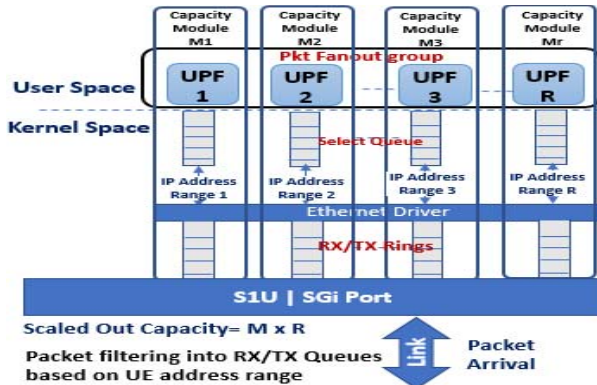 Capacity Module M1
Capacity Module M2
Capacity Module M3
Capacity Module Mr
Pkt Fanout group
User Space
UPF 1
UPF 2
UPF 3
UPF R
Kernel Space
Select Queue
IP Address Range 1
IP Address Range 2
IP Address Range 3
IP Address Range R
Ethernet Driver
RX/TX Rings
S1U | SGi Port
Scaled Out Capacity= M x R
Packet filtering into RX/TX Queues
based on UE address range
Link
Packet
Arrival